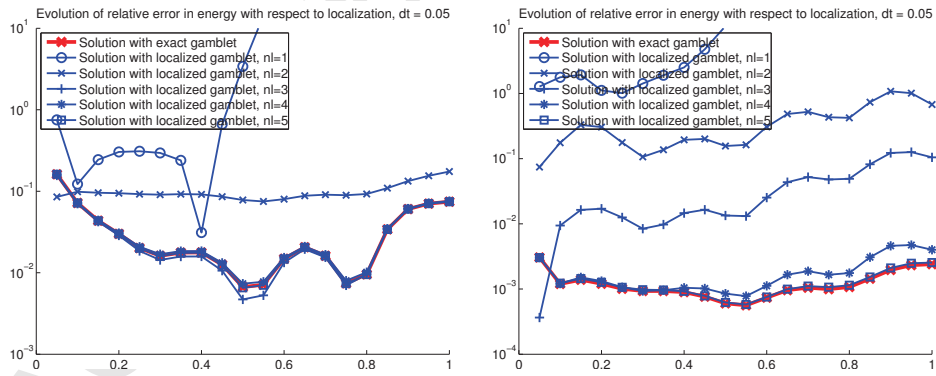 Evolution of relative error in energy with respect to localization, dt = 0.05
10^1
10^0
10^-1
10^-2
10^-3
0
0.2
0.4
0.6
0.8
1
Solution with exact gamblet
Solution with localized gamblet, nl=1
Solution with localized gamblet, nl=2
Solution with localized gamblet, nl=3
Solution with localized gamblet, nl=4
Solution with localized gamblet, nl=5
Evolution of relative error in energy with respect to localization, dt = 0.05
10^1
10^0
10^-1
10^-2
10^-3
10^-4
0
0.2
0.4
0.6
0.8
1
Solution with exact gamblet
Solution with localized gamblet, nl=1
Solution with localized gamblet, nl=2
Solution with localized gamblet, nl=3
Solution with localized gamblet, nl=4
Solution with localized gamblet, nl=5